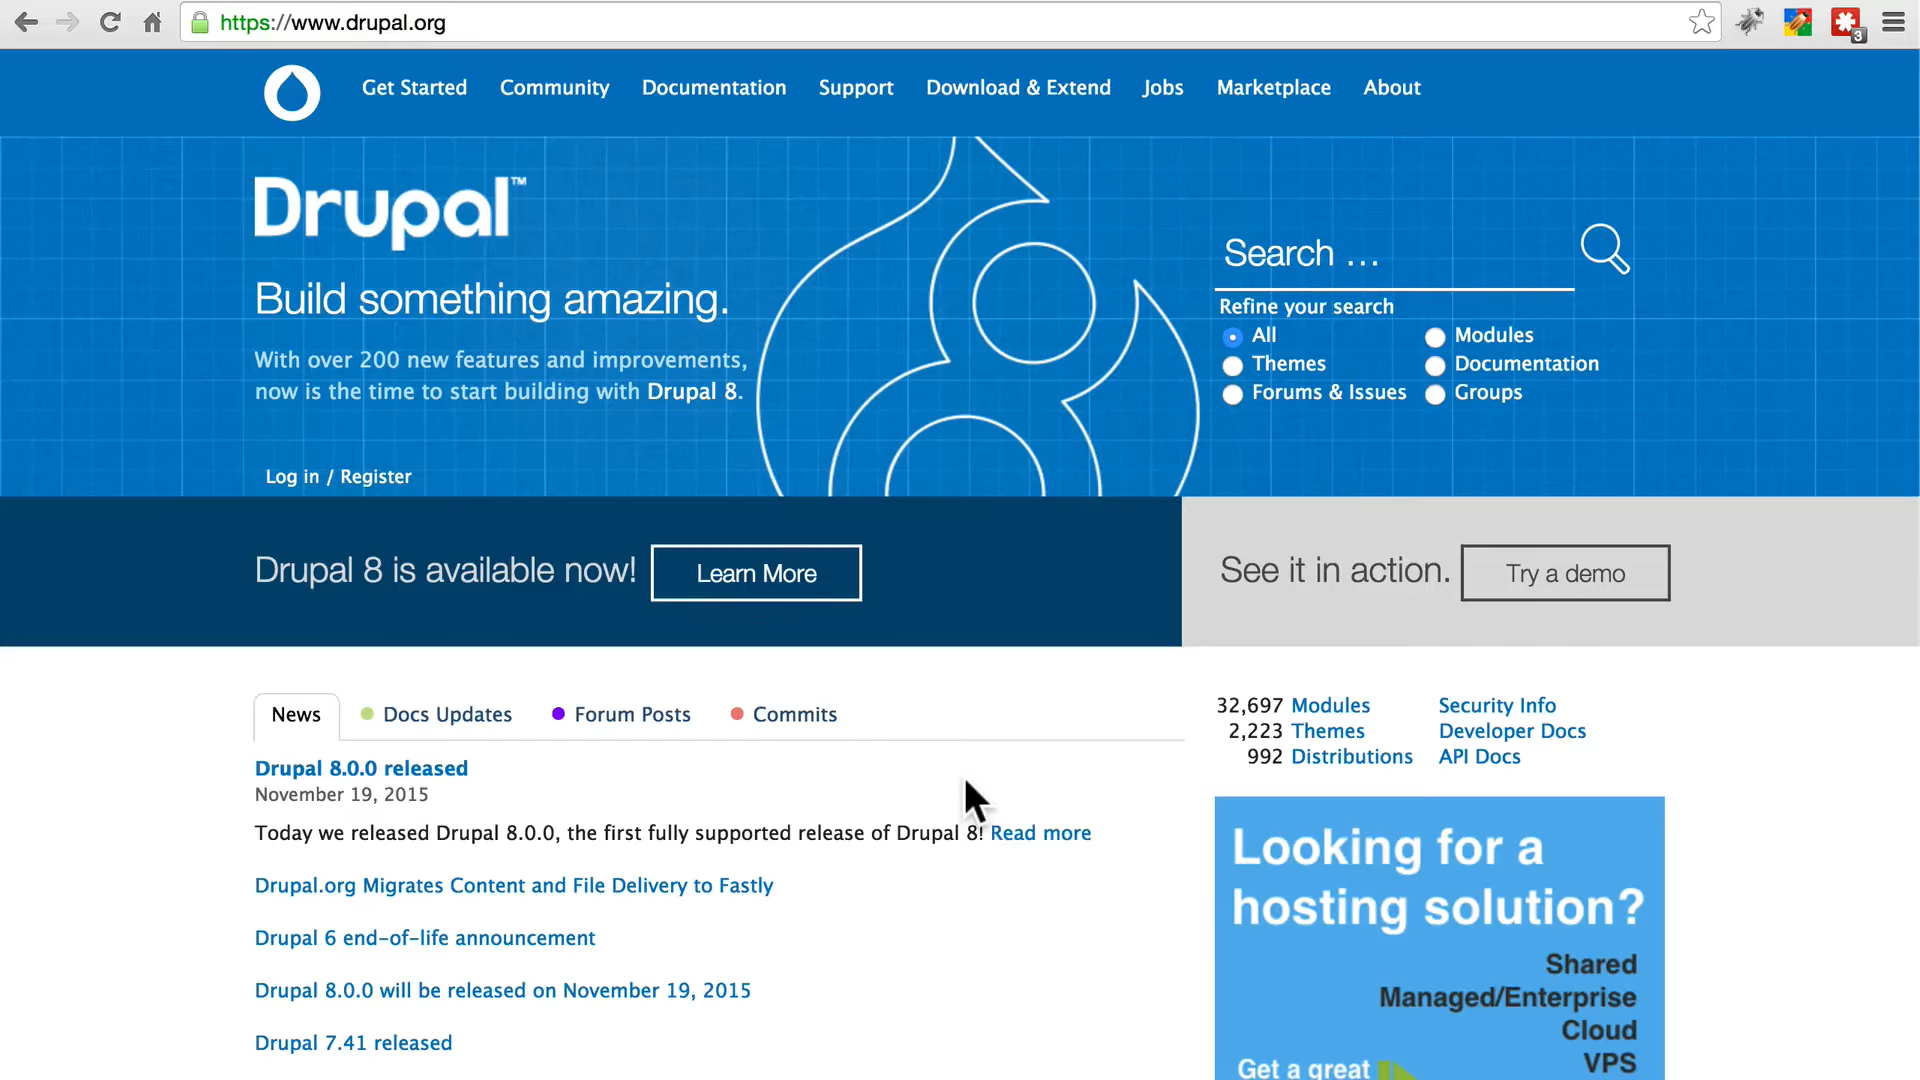 https://www.drupal.org
3
Get Started Community Documentation Support Download & Extend Jobs Marketplace About
Drupal™
Build something amazing.
With over 200 new features and improvements,
now is the time to start building with Drupal 8.
Log in / Register
Search ...
Refine your search
All Modules
Themes Documentation
Forums & Issues Groups
Drupal 8 is available now! Learn More
See it in action. Try a demo
News Docs Updates Forum Posts Commits
Drupal 8.0.0 released
November 19, 2015
Today we released Drupal 8.0.0, the first fully supported release of Drupal 8! Read more
Drupal.org Migrates Content and File Delivery to Fastly
Drupal 6 end-of-life announcement
Drupal 8.0.0 will be released on November 19, 2015
Drupal 7.41 released
32,697 Modules Security Info
2,223 Themes Developer Docs
992 Distributions API Docs
Looking for a
hosting solution?
Shared
Managed/Enterprise
Cloud
VPS
Get a great